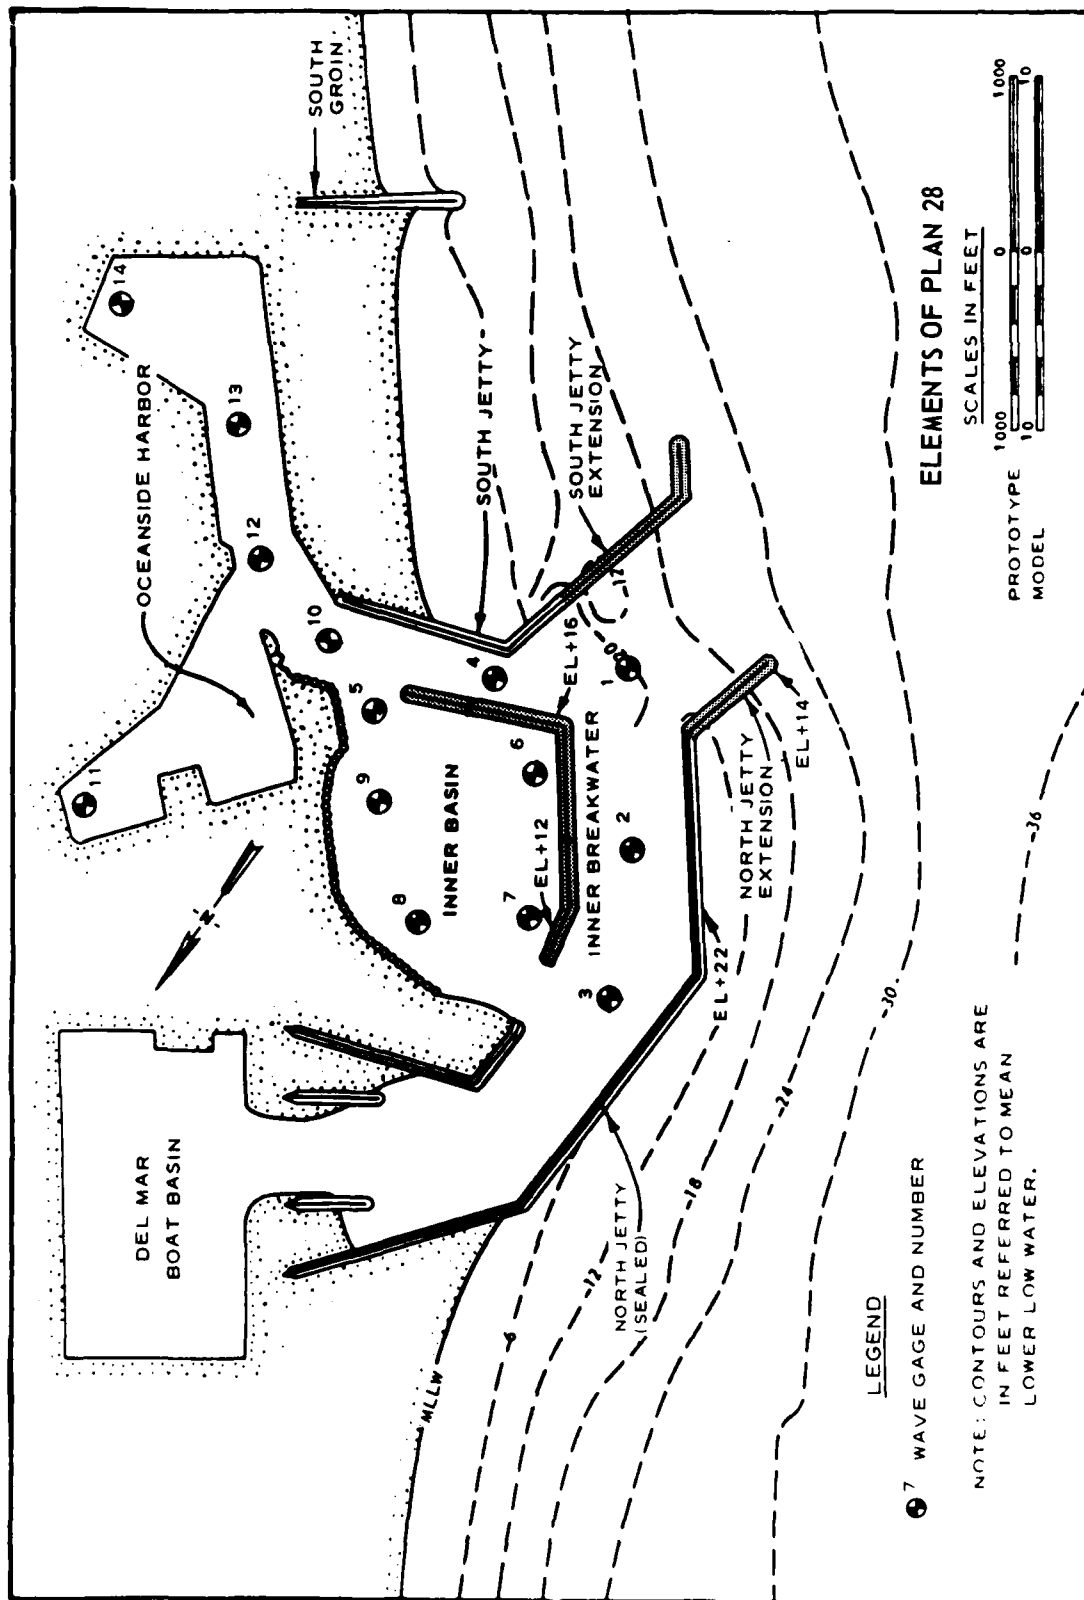 DEL MAR
BOAT BASIN
11
OCEANSIDE HARBOR
14
13
12
SOUTH
GROIN
N
10
5
9
8
INNER BASIN
4
6
7
EL+12
EL+16
INNER BREAKWATER
SOUTH JETTY
SOUTH JETTY
EXTENSION
1
2
3
MLLW
-6
-12
-18
-24
-30
-36
NORTH JETTY
(SEALED)
EL+22
NORTH JETTY
EXTENSION
EL+14
ELEMENTS OF PLAN 28
SCALES IN FEET
PROTOTYPE 1000 0 1000
MODEL 10 0 10
LEGEND
7 WAVE GAGE AND NUMBER
NOTE: CONTOURS AND ELEVATIONS ARE
IN FEET REFERRED TO MEAN
LOWER LOW WATER.